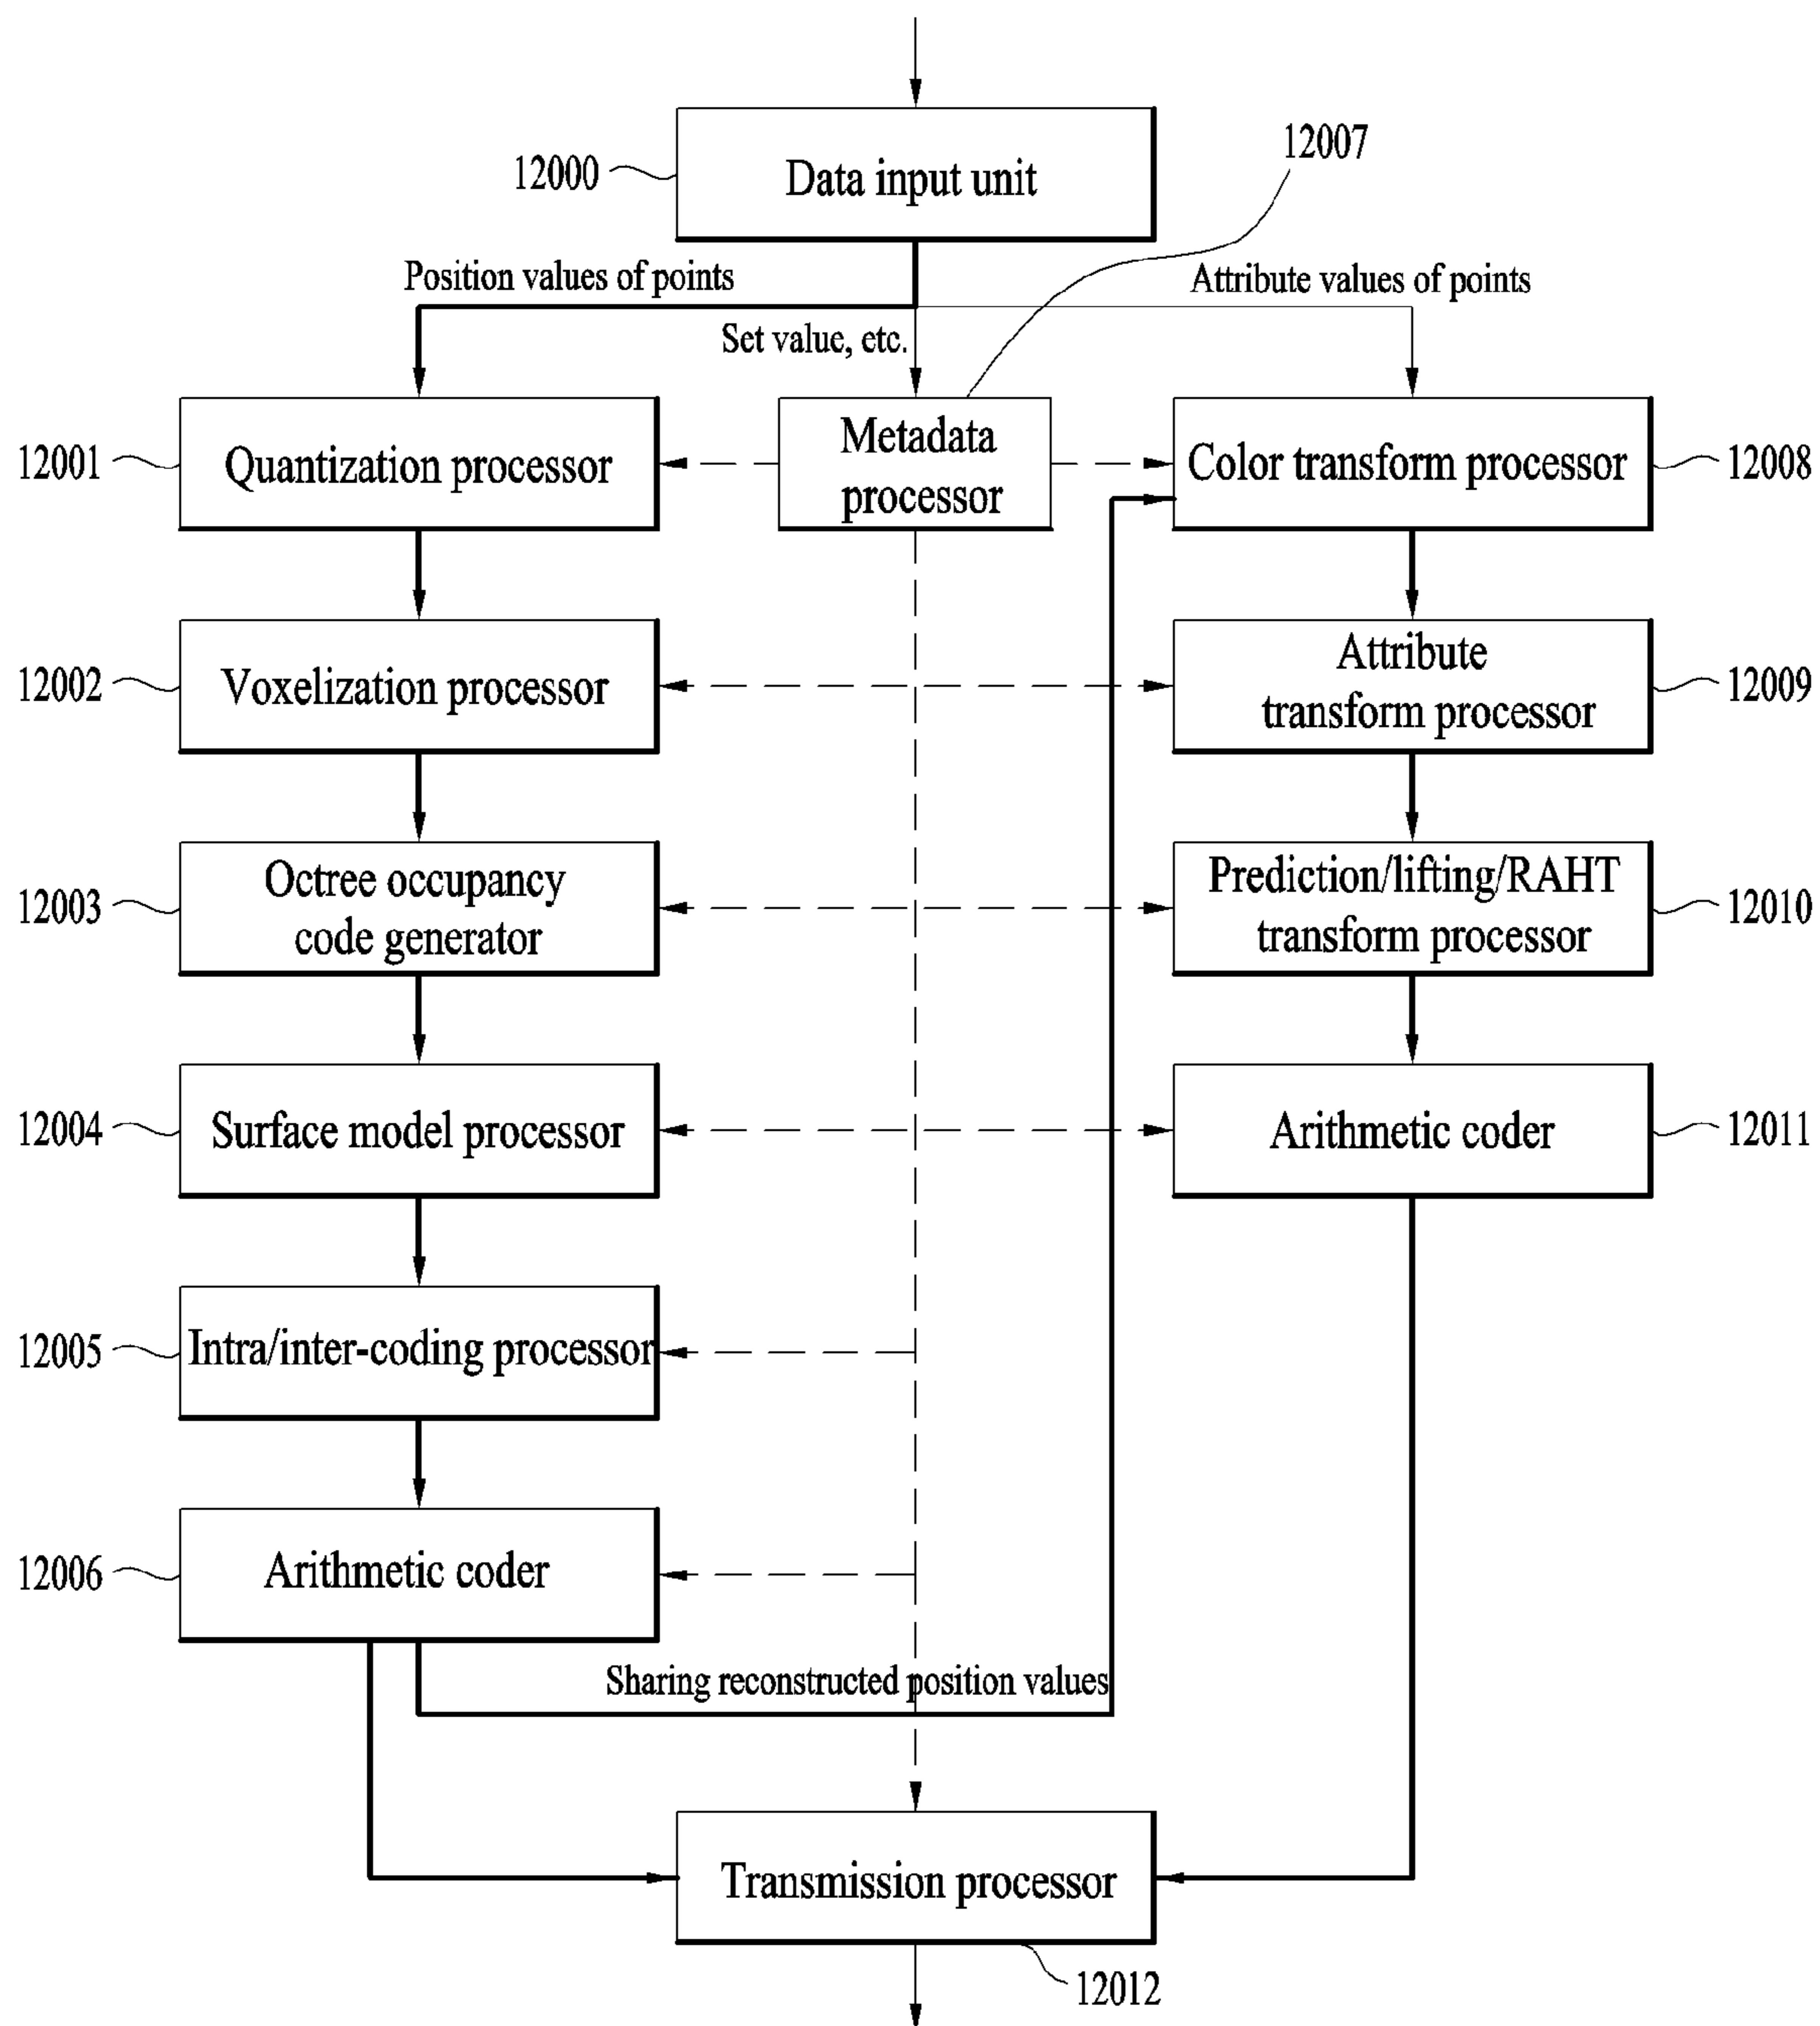 12007
12000
Data input unit
Position values of points
Attribute values of points
Set value, etc.
12001
Quantization processor
Metadata
processor
Color transform processor
12008
12002
Voxelization processor
Attribute
transform processor
12009
12003
Octree occupancy
code generator
Prediction/lifting/RAHT
transform processor
12010
12004
Surface model processor
Arithmetic coder
12011
12005
Intra/inter-coding processor
12006
Arithmetic coder
Sharing reconstructed position values
Transmission processor
12012